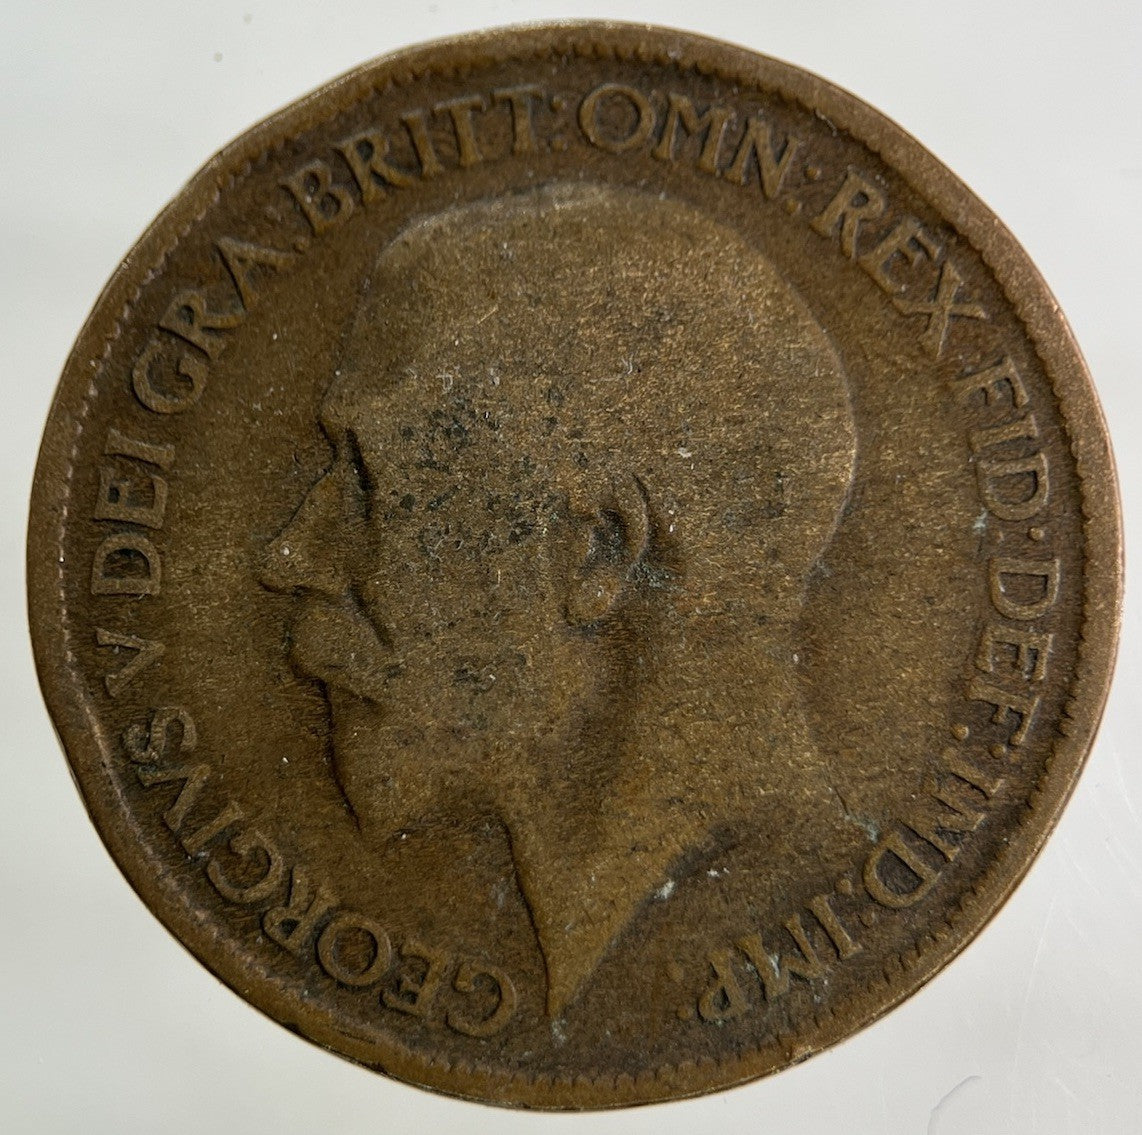 GEORGIVS V DEI GRA: BRITT: OMN: REX FID: DEF: IND: IMP: